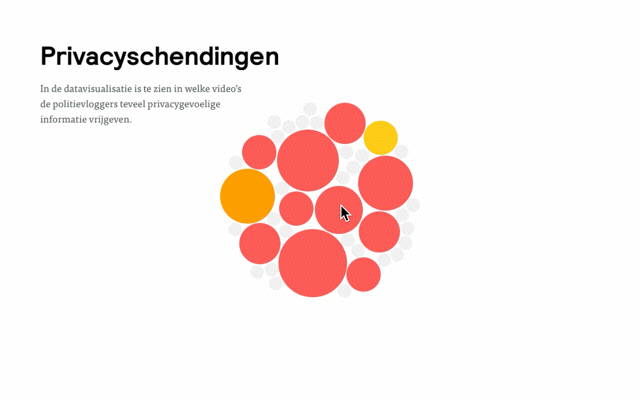 Privacyschendingen
In de datavisualisatie is te zien in welke video's
de politievloggers teveel privacygevoelige
informatie vrijgeven.